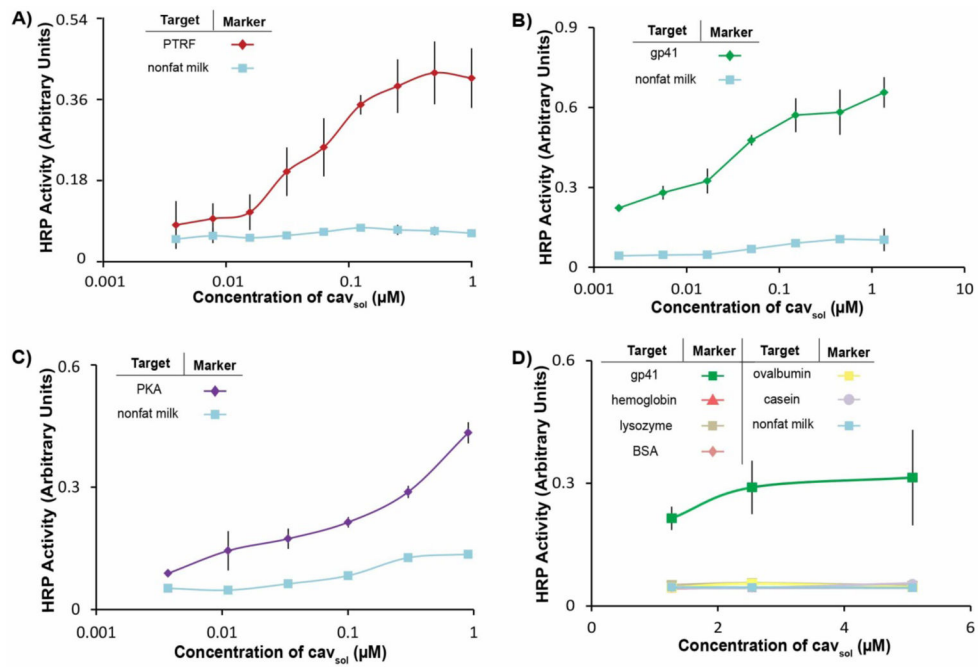 A)
Target Marker
PTRF
nonfat milk
HRP Activity (Arbitrary Units)
0.54
0.36
0.18
0
0.001 0.01 0.1 1
Concentration of cav_sol (µM)
B)
Target Marker
gp41
nonfat milk
HRP Activity (Arbitrary Units)
0.9
0.6
0.3
0
0.001 0.01 0.1 1 10
Concentration of cav_sol (µM)
C)
Target Marker
PKA
nonfat milk
HRP Activity (Arbitrary Units)
0.6
0.3
0
0.001 0.01 0.1 1
Concentration of cav_sol (µM)
D)
Target Marker Target Marker
gp41 ovalbumin
hemoglobin casein
lysozyme nonfat milk
BSA
HRP Activity (Arbitrary Units)
0.6
0.3
0
0 2 4 6
Concentration of cav_sol (µM)